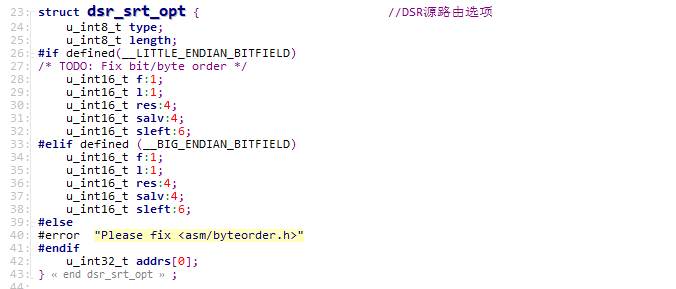 23: struct dsr_srt_opt { //DSR源路由选项
24: u_int8_t type;
25: u_int8_t length;
26: #if defined(__LITTLE_ENDIAN_BITFIELD)
27: /* TODO: Fix bit/byte order */
28: u_int16_t f:1;
29: u_int16_t l:1;
30: u_int16_t res:4;
31: u_int16_t salv:4;
32: u_int16_t sleft:6;
33: #elif defined (__BIG_ENDIAN_BITFIELD)
34: u_int16_t f:1;
35: u_int16_t l:1;
36: u_int16_t res:4;
37: u_int16_t salv:4;
38: u_int16_t sleft:6;
39: #else
40: #error "Please fix <asm/byteorder.h>"
41: #endif
42: u_int32_t addrs[0];
43: } « end dsr_srt_opt » ;
44: